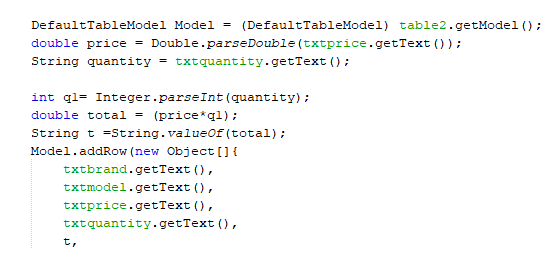 DefaultTableModel Model = (DefaultTableModel) table2.getModel();
double price = Double.parseDouble(txtprice.getText());
String quantity = txtquantity.getText();
int q1= Integer.parseInt(quantity);
double total = (price*q1);
String t =String.valueOf(total);
Model.addRow(new Object[]{
txtbrand.getText(),
txtmodel.getText(),
txtprice.getText(),
txtquantity.getText(),
t,